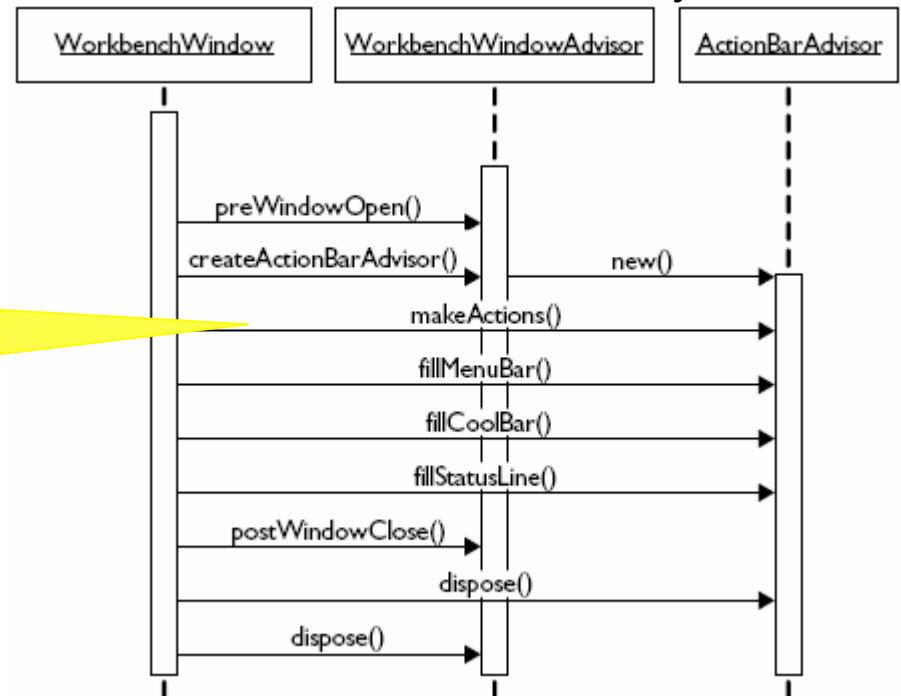 WorkbenchWindow WorkbenchWindowAdvisor ActionBarAdvisor
preWindowOpen()
createActionBarAdvisor() new()
makeActions()
fillMenuBar()
fillCoolBar()
fillStatusLine()
postWindowClose()
dispose()
dispose()